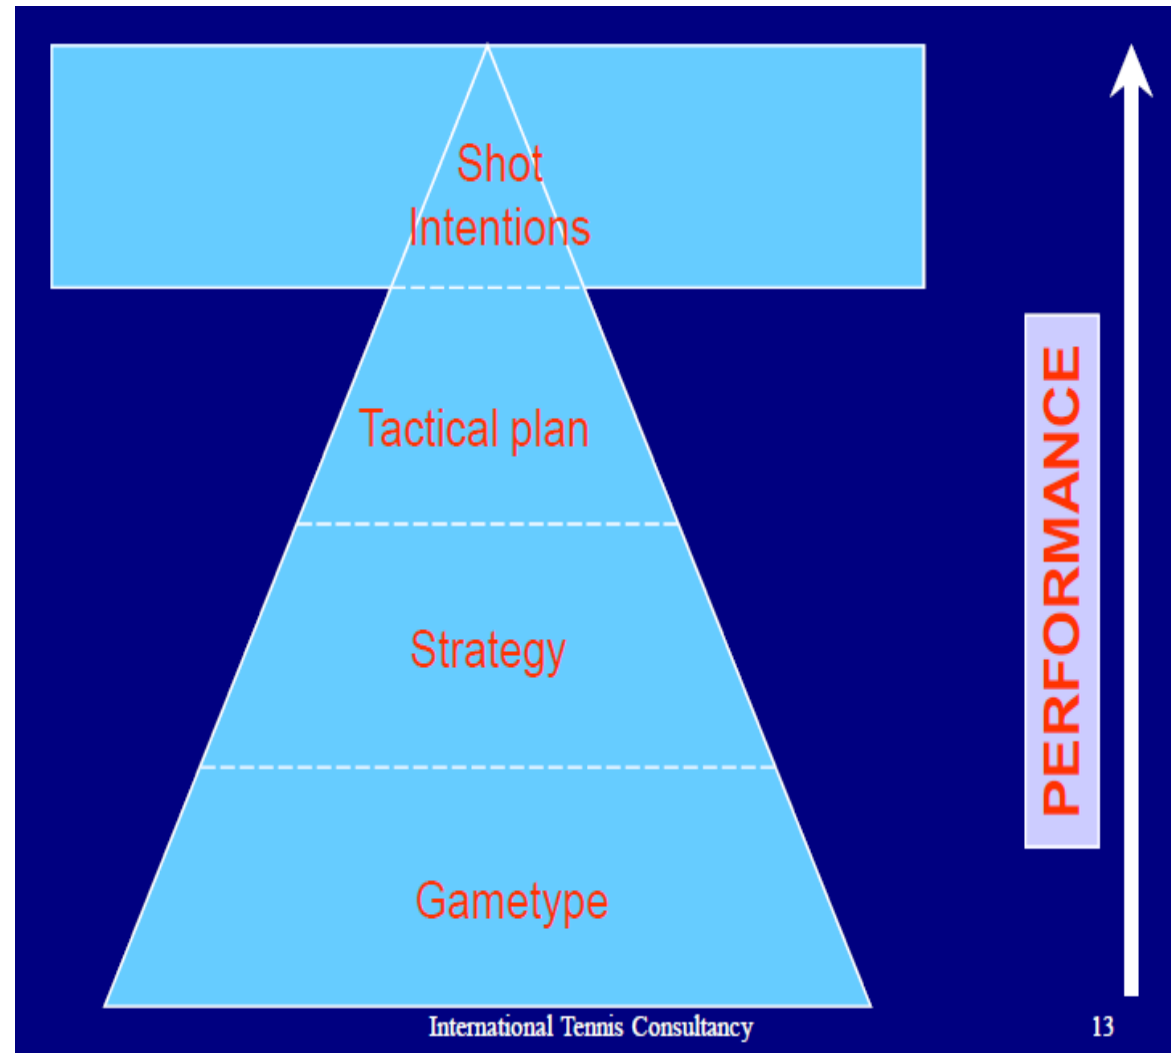 Shot
Intentions
Tactical plan
Strategy
Gametype
PERFORMANCE
International Tennis Consultancy
13